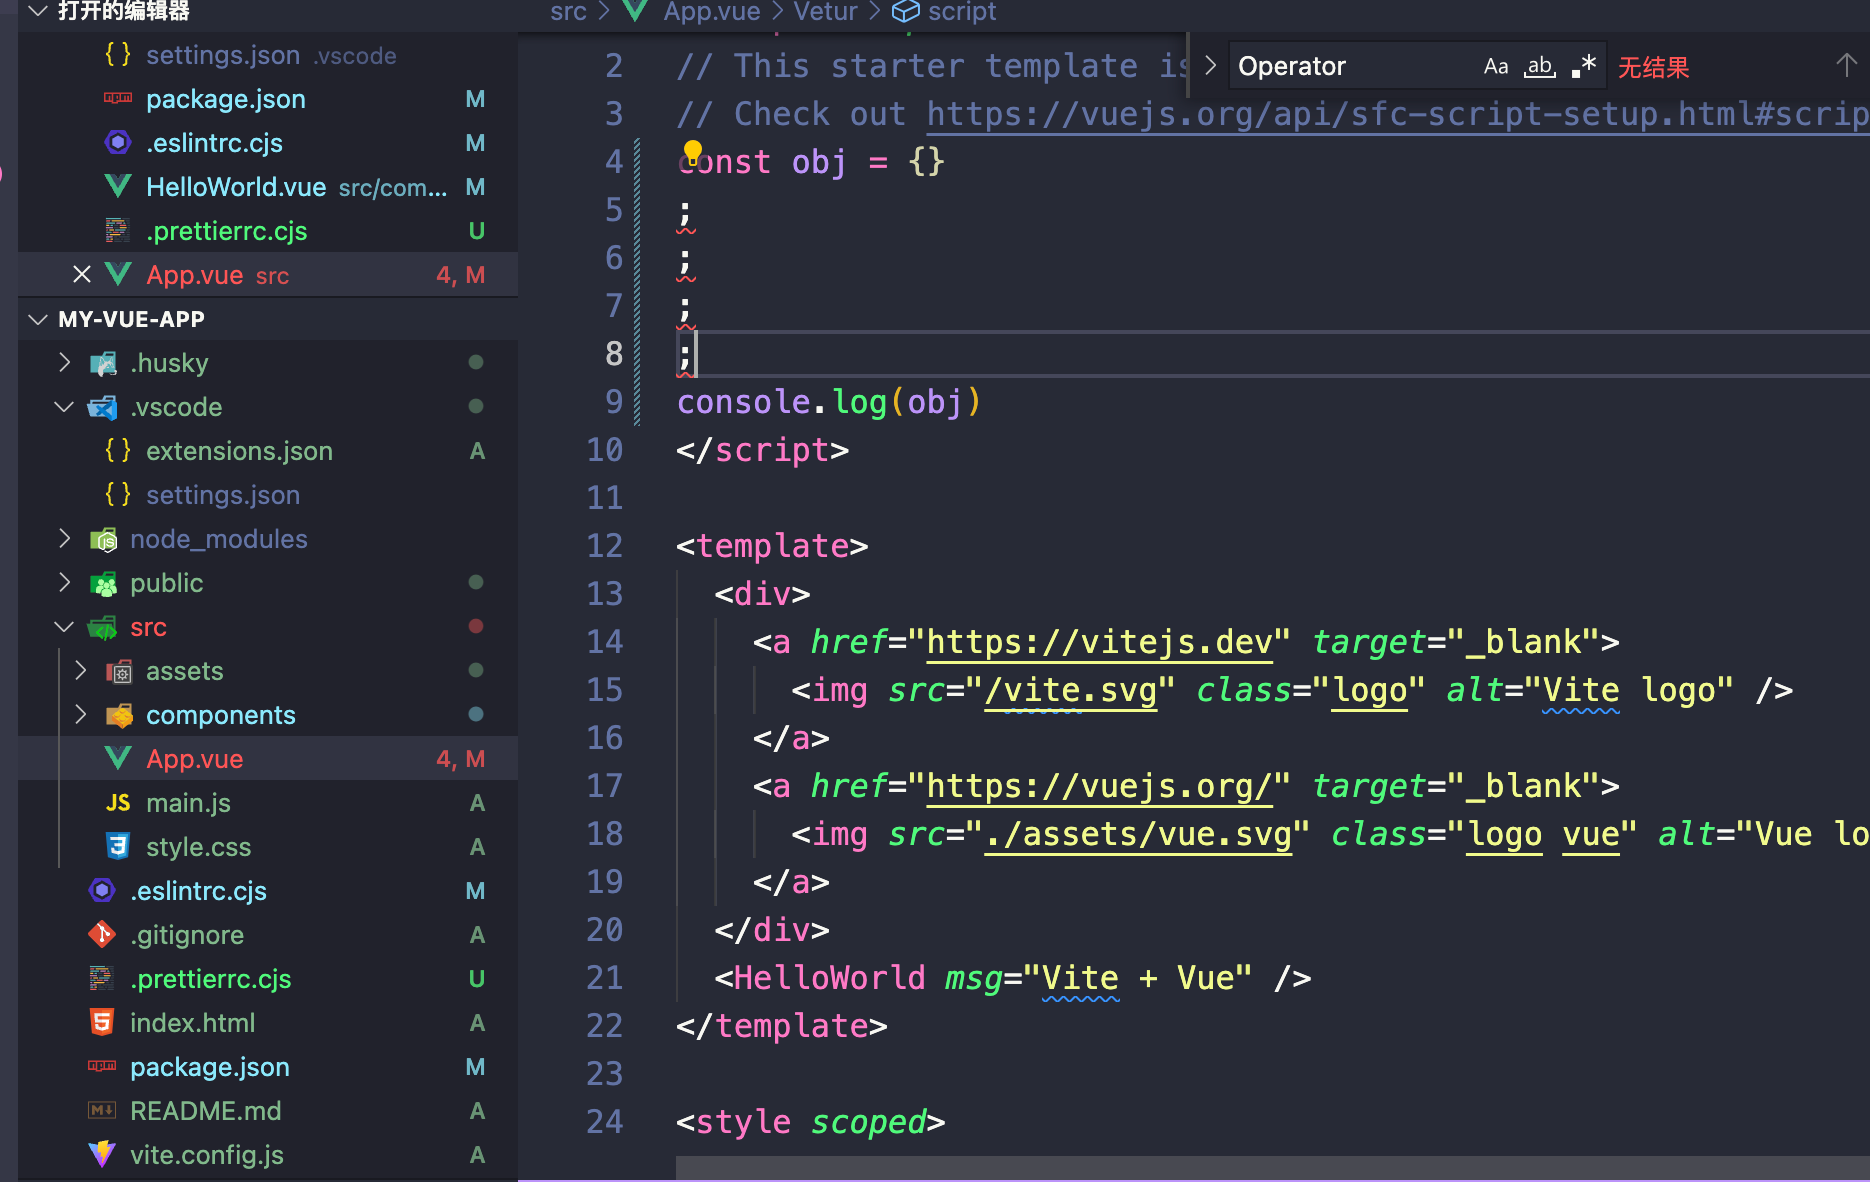 打开的编辑器
settings.json .vscode
package.json M
.eslintrc.cjs M
HelloWorld.vue src/com... M
.prettierrc.cjs U
App.vue src 4, M
MY-VUE-APP
.husky
.vscode
extensions.json A
settings.json
node_modules
public
src
assets
components
App.vue 4, M
JS main.js A
style.css A
.eslintrc.cjs M
.gitignore A
.prettierrc.cjs U
index.html A
package.json M
README.md A
vite.config.js A
src > App.vue > Vetur > script
Operator Aa ab .* 无结果
2 // This starter template is
3 // Check out https://vuejs.org/api/sfc-script-setup.html#scrip
4 const obj = {}
5 ;
6 ;
7 ;
8 ;
9 console.log(obj)
10 </script>
11
12 <template>
13 <div>
14 <a href="https://vitejs.dev" target="_blank">
15 <img src="/vite.svg" class="logo" alt="Vite logo" />
16 </a>
17 <a href="https://vuejs.org/" target="_blank">
18 <img src="./assets/vue.svg" class="logo vue" alt="Vue lo
19 </a>
20 </div>
21 <HelloWorld msg="Vite + Vue" />
22 </template>
23
24 <style scoped>